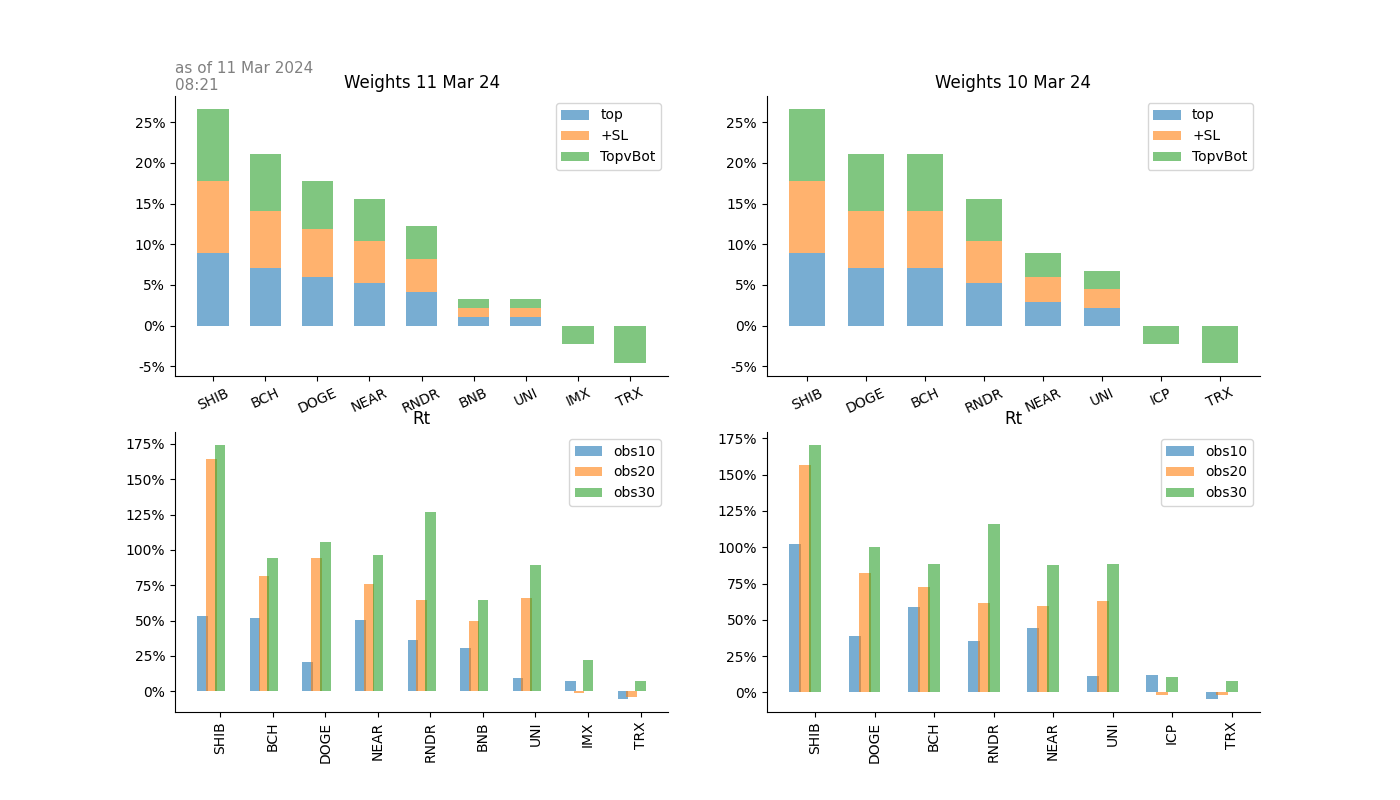 as of 11 Mar 2024
08:21
Weights 11 Mar 24
25%
20%
15%
10%
5%
0%
-5%
top
+SL
TopvBot
SHIB
BCH
DOGE
NEAR
RNDR
BNB
UNI
IMX
TRX
Weights 10 Mar 24
25%
20%
15%
10%
5%
0%
-5%
top
+SL
TopvBot
SHIB
DOGE
BCH
RNDR
NEAR
UNI
ICP
TRX
Rt
175%
150%
125%
100%
75%
50%
25%
0%
obs10
obs20
obs30
SHIB
BCH
DOGE
NEAR
RNDR
BNB
UNI
IMX
TRX
Rt
175%
150%
125%
100%
75%
50%
25%
0%
obs10
obs20
obs30
SHIB
DOGE
BCH
RNDR
NEAR
UNI
ICP
TRX